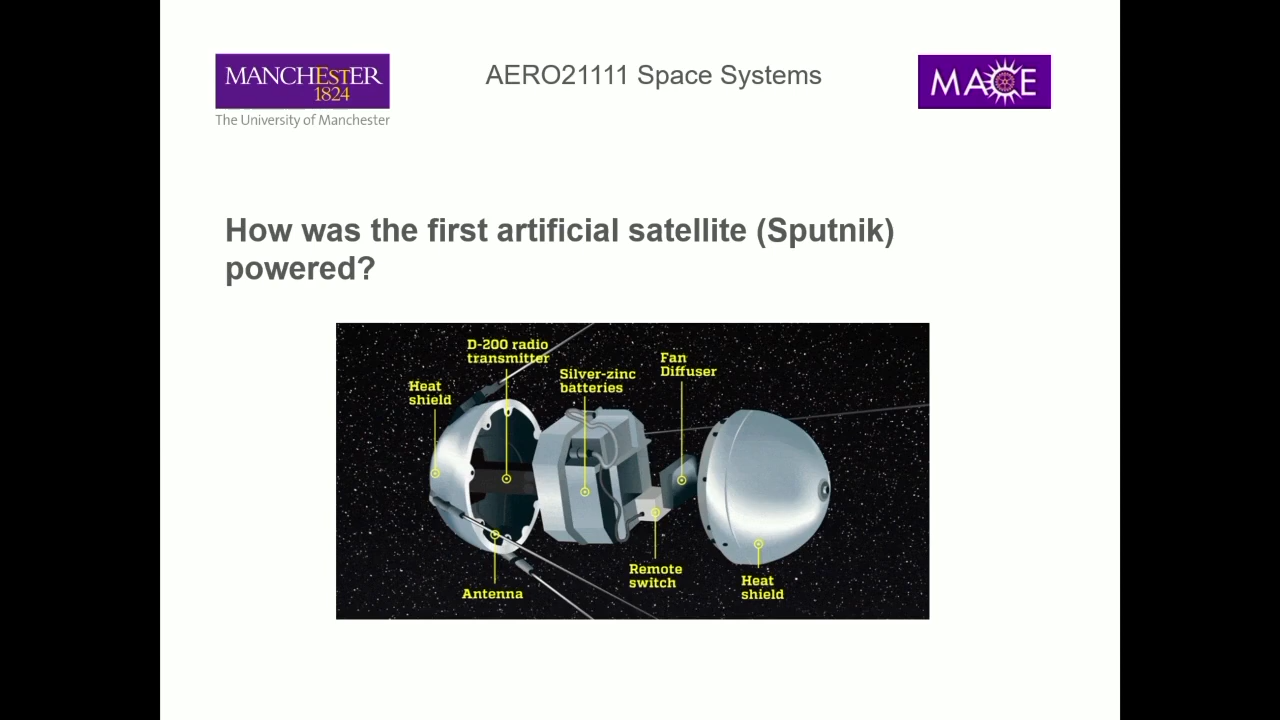 MANCHESTER
1824
The University of Manchester
AERO21111 Space Systems
MACE
How was the first artificial satellite (Sputnik)
powered?
D-200 radio
transmitter
Fan
Diffuser
Silver-zinc
batteries
Heat
shield
Remote
switch
Heat
shield
Antenna